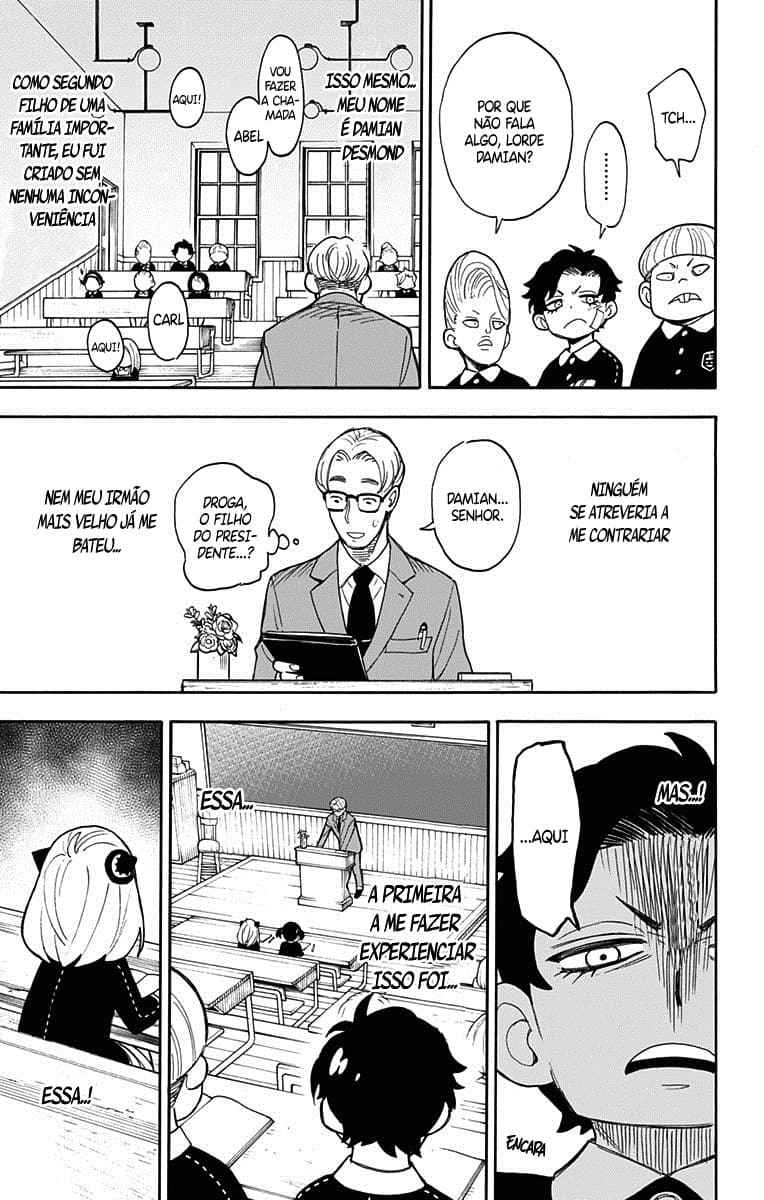 TCH...
........
POR QUE
NÃO FALA
ALGO, LORDE
DAMIAN?
ISSO MESMO...
MEU NOME
É DAMIAN
DESMOND
VOU
FAZER
A CHA-
MADA
ABEL
AQUI!
COMO SEGUNDO
FILHO DE UMA
FAMÍLIA IMPOR-
TANTE, EU FUI
CRIADO SEM
NENHUMA INCON-
VENIÊNCIA
CARL
AQUI!
NINGUÉM
SE ATREVERIA A
ME CONTRARIAR
DAMIAN...
SENHOR.
DROGA,
O FILHO
DO PRESI-
DENTE...?
NEM MEU IRMÃO
MAIS VELHO JÁ ME
BATEU...
MAS...!
...AQUI
ENCARA
ESSA...
A PRIMEIRA
A ME FAZER
EXPERIENCIAR
ISSO FOI...
ESSA..!